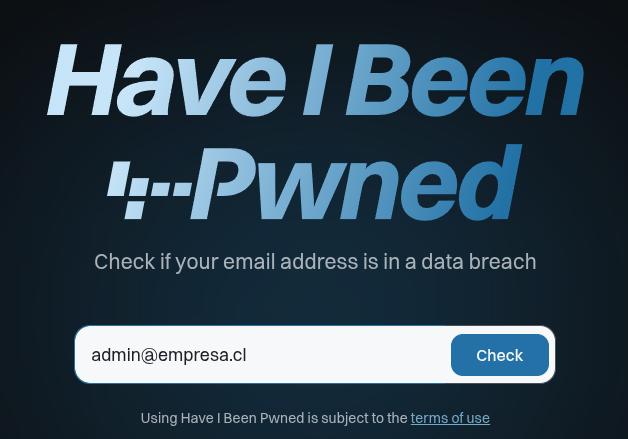 Have I Been
Pwned
Check if your email address is in a data breach
admin@empresa.cl
Check
Using Have I Been Pwned is subject to the terms of use